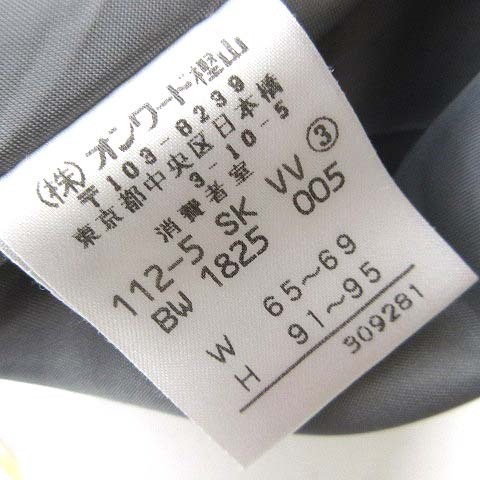 (株)オンワード樫山
〒103-8239
東京都中央区日本橋
3-10-5
消費者室
112-5 SK VV ③
BW 1825 005
W 65~69
H 91~95
909281